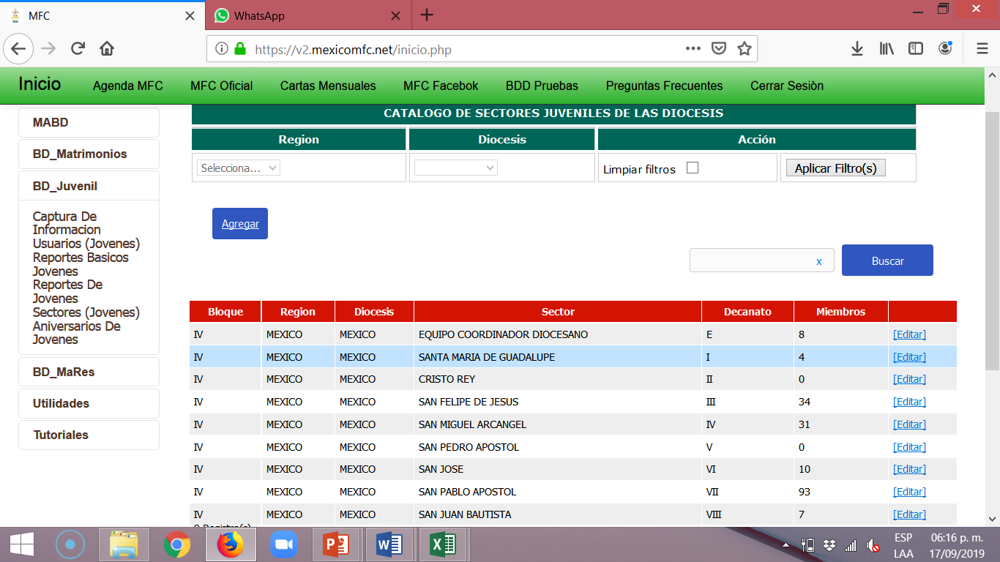 MFC
WhatsApp
https://v2.mexicomfc.net/inicio.php
Inicio Agenda MFC MFC Oficial Cartas Mensuales MFC Facebok BDD Pruebas Preguntas Frecuentes Cerrar Sesiòn
MABD
BD_Matrimonios
BD_Juvenil
Captura De
Informacion
Usuarios (Jovenes)
Reportes Basicos
Jovenes
Reportes De
Jovenes
Sectores (Jovenes)
Aniversarios De
Jovenes
BD_MaRes
Utilidades
Tutoriales
CATALOGO DE SECTORES JUVENILES DE LAS DIOCESIS
Region Diocesis Acción
Selecciona... Limpiar filtros Aplicar Filtro(s)
Agregar
x Buscar
Bloque Region Diocesis Sector Decanato Miembros
IV MEXICO MEXICO EQUIPO COORDINADOR DIOCESANO E 8 [Editar]
IV MEXICO MEXICO SANTA MARIA DE GUADALUPE I 4 [Editar]
IV MEXICO MEXICO CRISTO REY II 0 [Editar]
IV MEXICO MEXICO SAN FELIPE DE JESUS III 34 [Editar]
IV MEXICO MEXICO SAN MIGUEL ARCANGEL IV 31 [Editar]
IV MEXICO MEXICO SAN PEDRO APOSTOL V 0 [Editar]
IV MEXICO MEXICO SAN JOSE VI 10 [Editar]
IV MEXICO MEXICO SAN PABLO APOSTOL VII 93 [Editar]
IV MEXICO MEXICO SAN JUAN BAUTISTA VIII 7 [Editar]
ESP 06:16 p. m.
LAA 17/09/2019